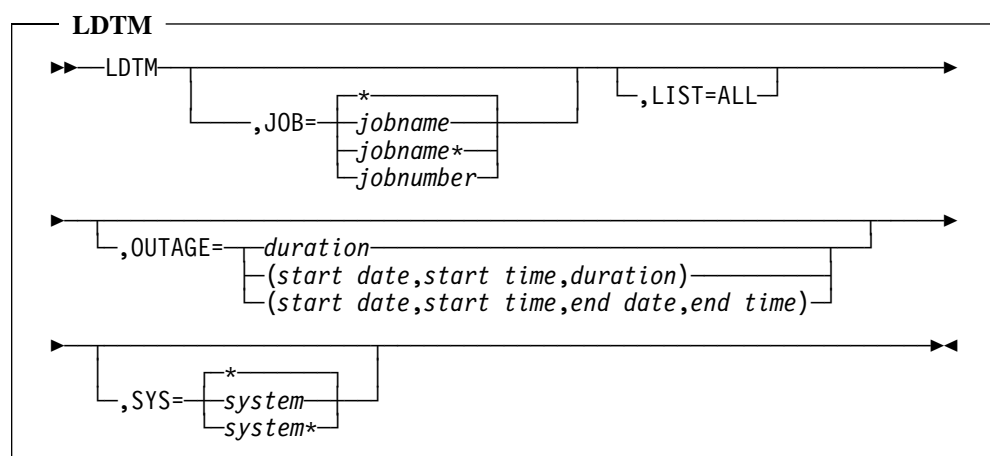 LDTM
LDTM
,JOB=
*
jobname
jobname*
jobnumber
,LIST=ALL
,OUTAGE=
duration
(start date,start time,duration)
(start date,start time,end date,end time)
,SYS=
*
system
system*